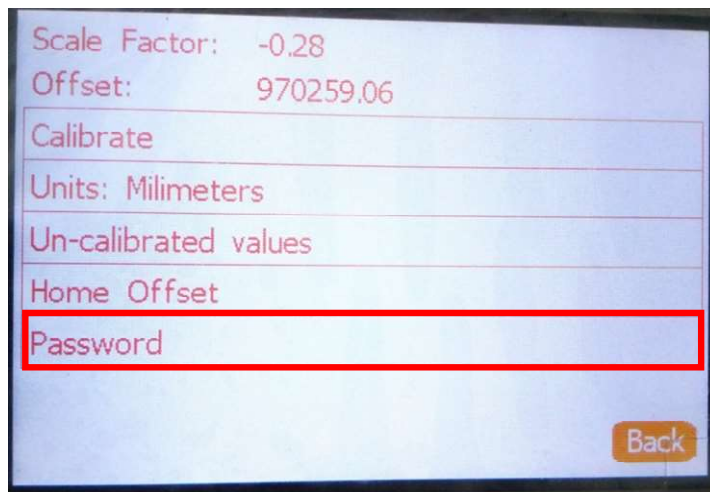 Scale Factor: -0.28
Offset: 970259.06
Calibrate
Units: Milimeters
Un-calibrated values
Home Offset
Password
Back